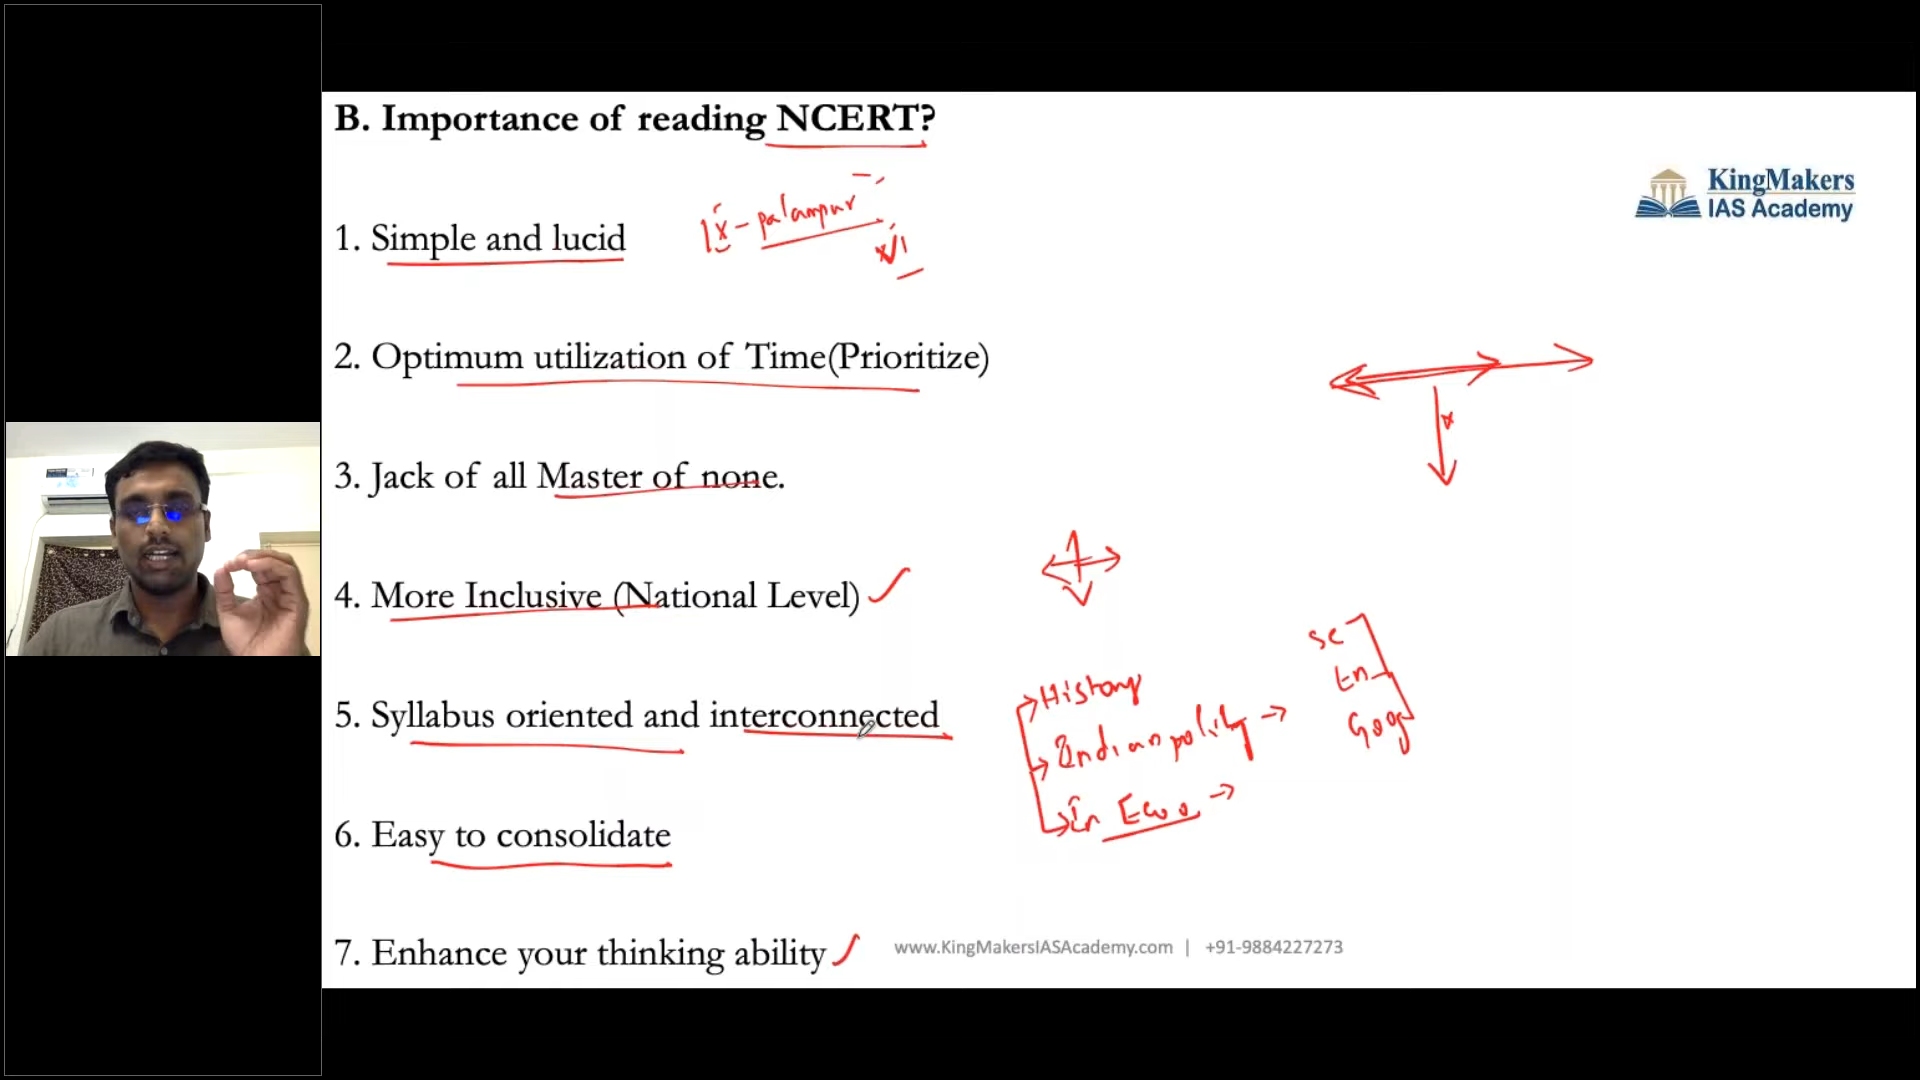 B. Importance of reading NCERT?
KingMakers
IAS Academy
1. Simple and lucid
IX - palampur
XI
2. Optimum utilization of Time(Prioritize)
3. Jack of all Master of none.
4. More Inclusive (National Level)
5. Syllabus oriented and interconnected
History
Indian polity
In Eco
Sc
En
Geog
6. Easy to consolidate
7. Enhance your thinking ability
www.KingMakersIASAcademy.com | +91-9884227273